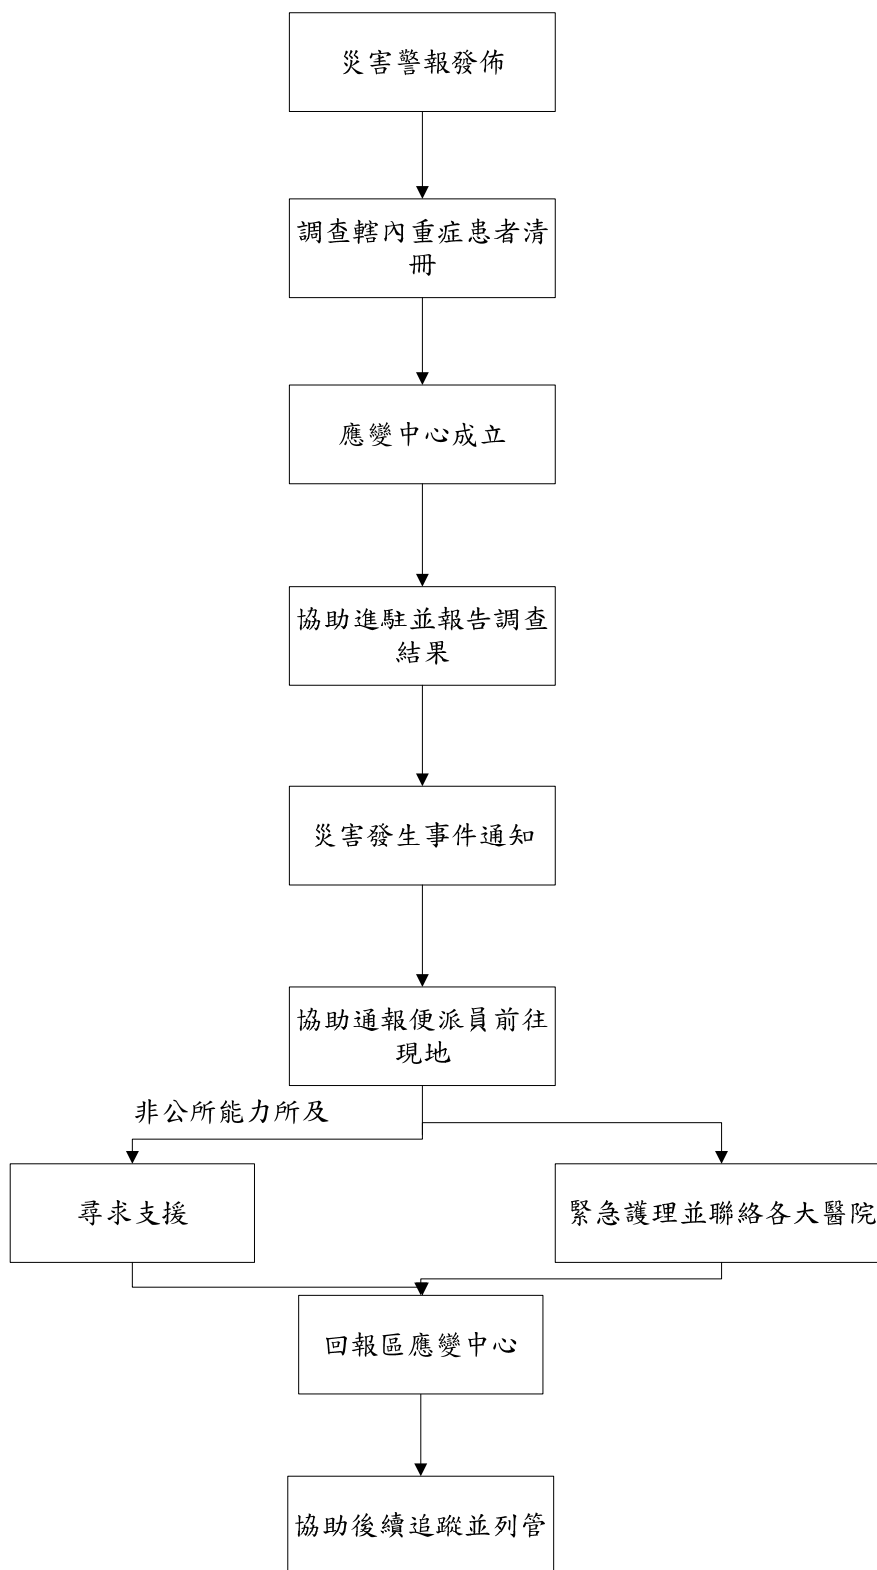 災害警報發佈
調查轄內重症患者清
冊
應變中心成立
協助進駐並報告調查
結果
災害發生事件通知
協助通報便派員前往
現地
非公所能力所及
尋求支援
緊急護理並聯絡各大醫院
回報區應變中心
協助後續追蹤並列管